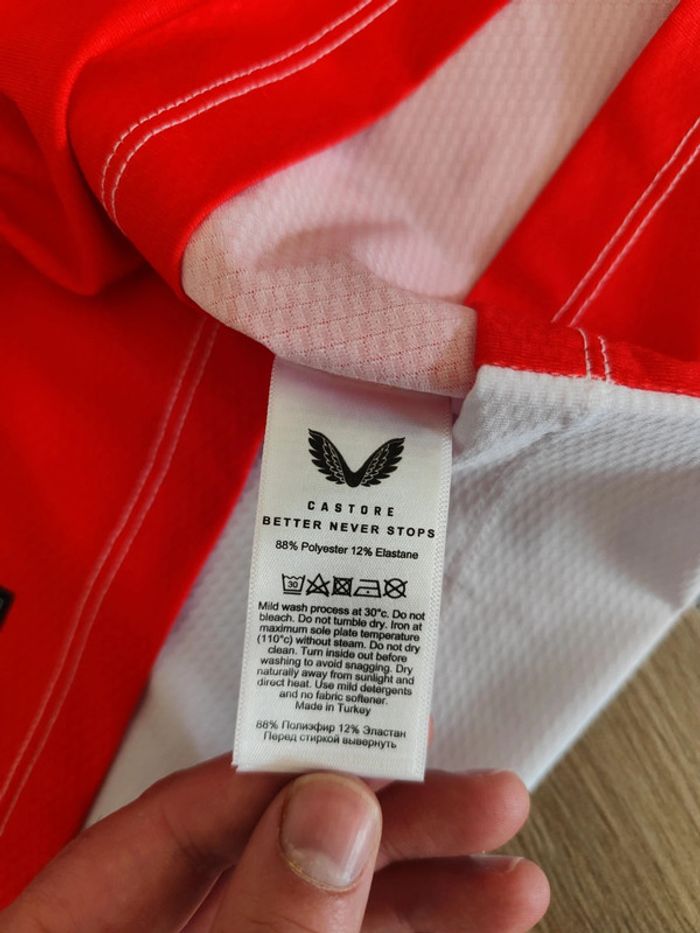 CASTORE
BETTER NEVER STOPS
88% Polyester 12% Elastane
30
Mild wash process at 30°c. Do not
bleach. Do not tumble dry. Iron at
maximum sole plate temperature
(110°c) without steam. Do not dry
clean. Turn inside out before
washing to avoid snagging. Dry
naturally away from sunlight and
direct heat. Use mild detergents
and no fabric softener.
Made in Turkey
88% Полиэфир 12% Эластан
Перед стиркой вывернуть